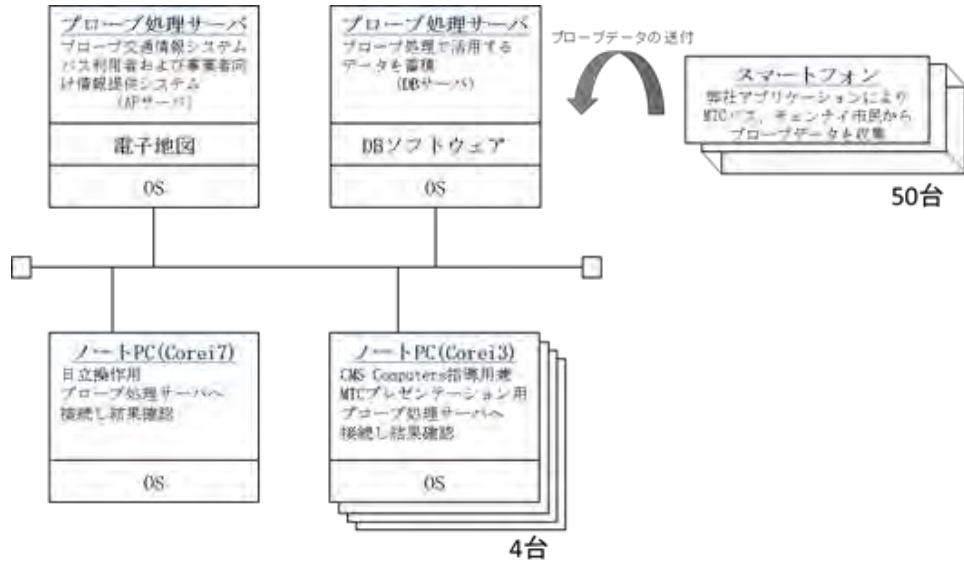 プローブ処理サーバ
プローブ交通情報システム
バス利用者および事業者向
け情報提供システム
(APサーバ)
電子地図
OS
プローブ処理サーバ
プローブ処理で活用する
データを蓄積
(DBサーバ)
DBソフトウェア
OS
プローブデータの送付
スマートフォン
弊社アプリケーションにより
MTCバス、チェンナイ市民から
プローブデータを収集
50台
ノートPC(Corei7)
日立操作用
プローブ処理サーバへ
接続し結果確認
OS
ノートPC(Corei3)
CMS Computers指導用兼
MTCプレゼンテーション用
プローブ処理サーバへ
接続し結果確認
OS
4台